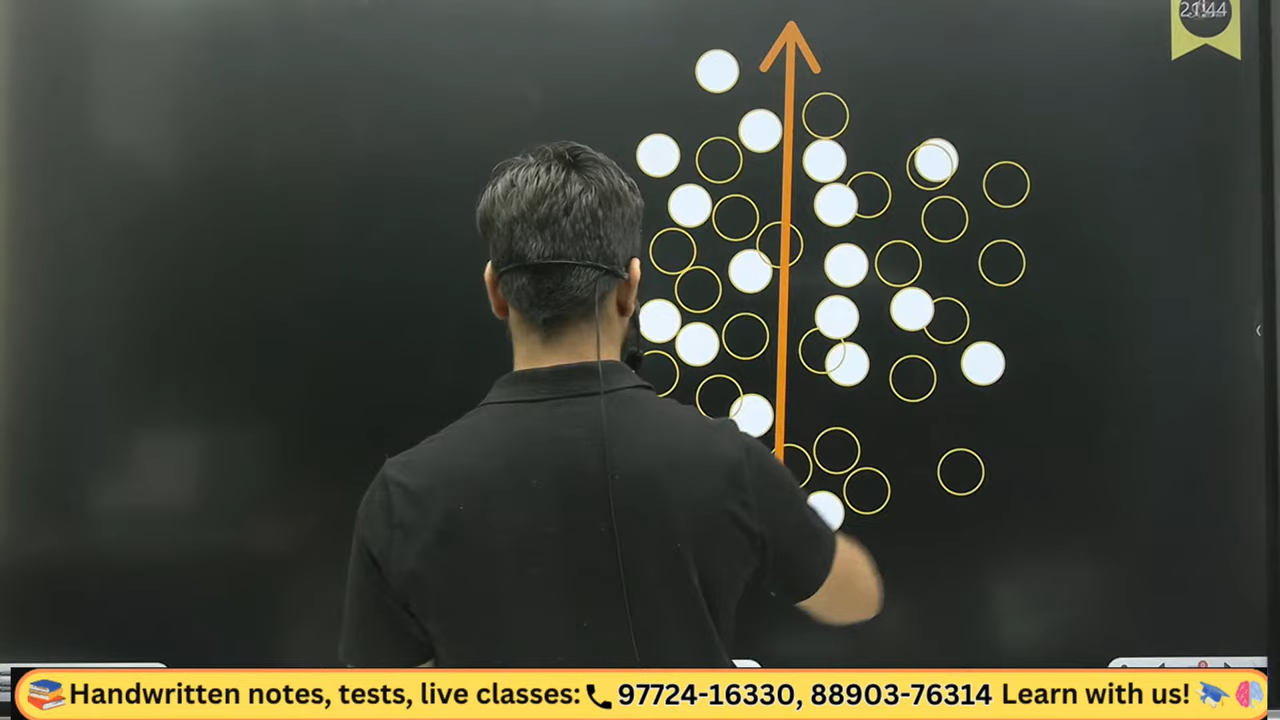 21:44
📚Handwritten notes, tests, live classes:📞97724-16330, 88903-76314 Learn with us! 🎓🧠